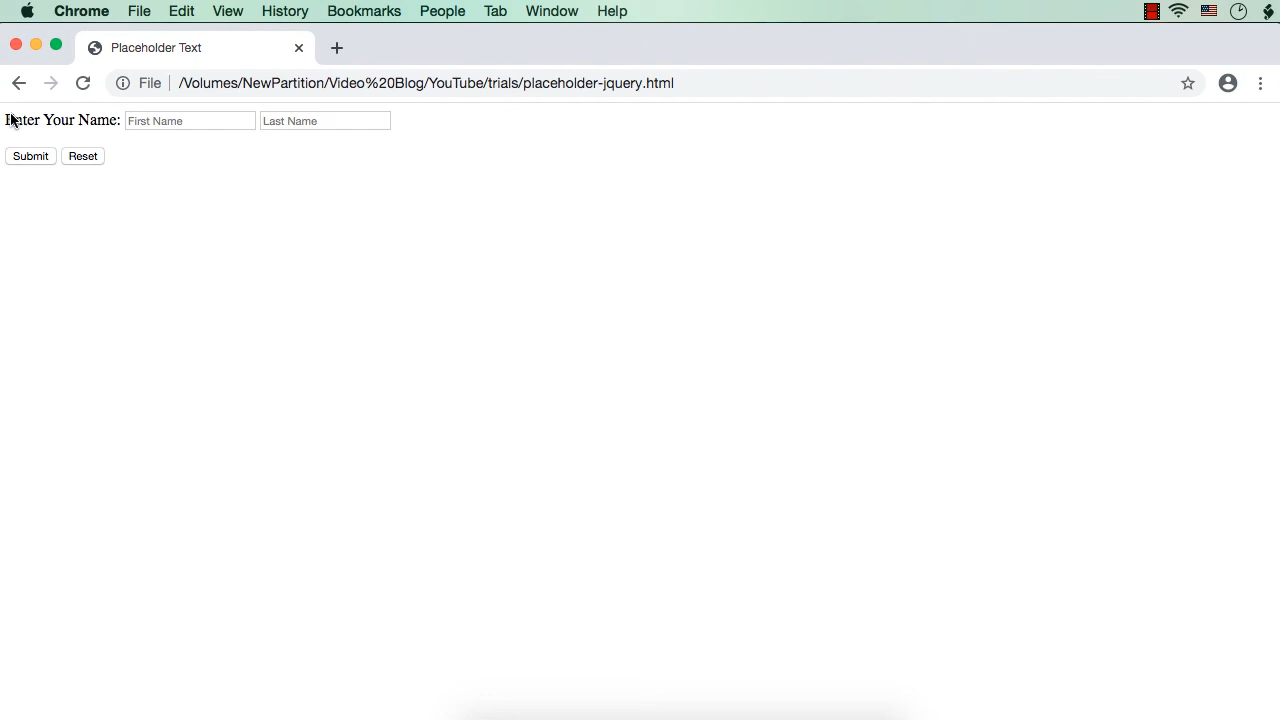 Chrome File Edit View History Bookmarks People Tab Window Help
Placeholder Text
File /Volumes/NewPartition/Video%20Blog/YouTube/trials/placeholder-jquery.html
Enter Your Name: First Name Last Name
Submit Reset